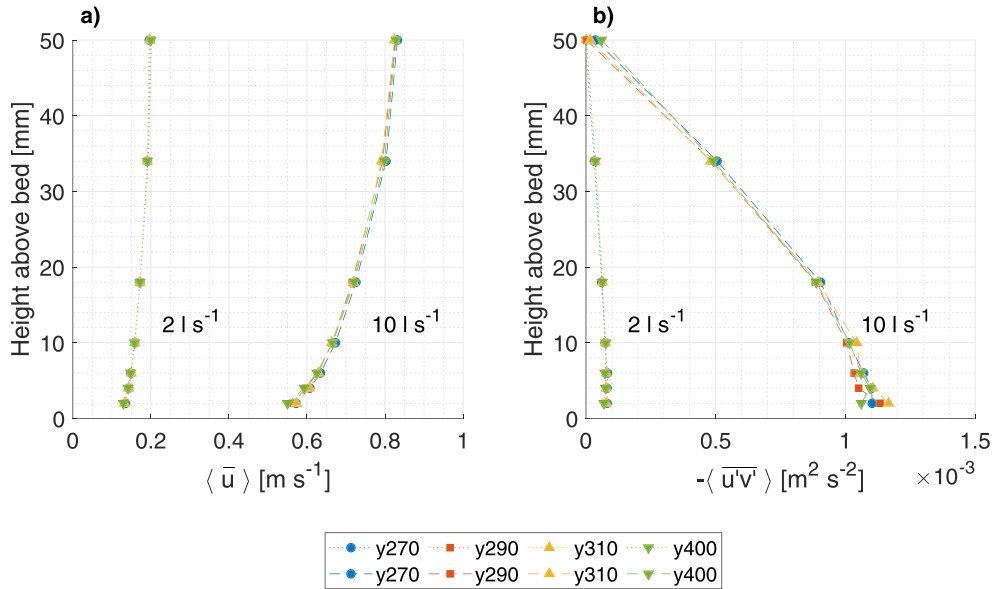 a)
50
40
30
20
10
0
Height above bed [mm]
2 l s⁻¹
10 l s⁻¹
0 0.2 0.4 0.6 0.8 1
⟨ u̅ ⟩ [m s⁻¹]
b)
50
40
30
20
10
0
Height above bed [mm]
2 l s⁻¹
10 l s⁻¹
0 0.5 1 1.5
×10⁻³
-⟨ u̅'̅v̅'̅ ⟩ [m² s⁻²]
y270 y290 y310 y400
y270 y290 y310 y400